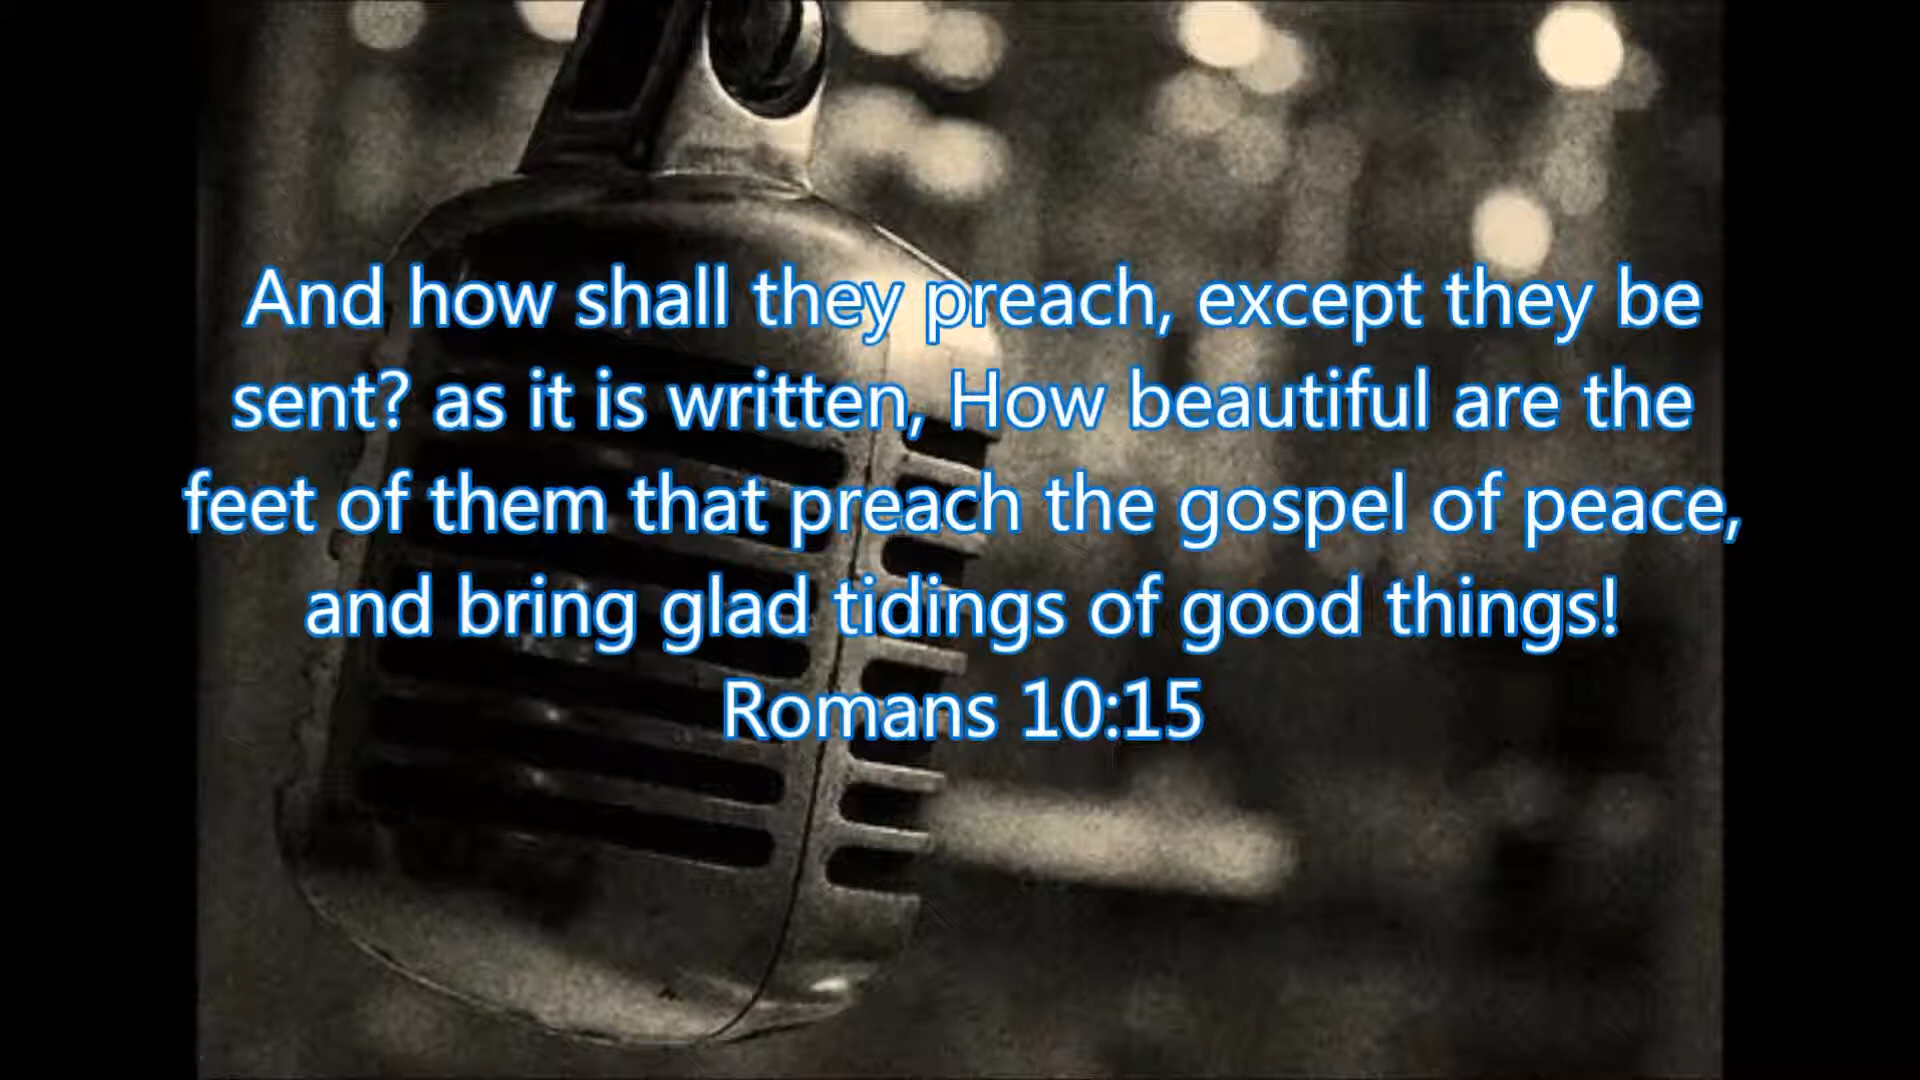 And how shall they preach, except they be
sent? as it is written, How beautiful are the
feet of them that preach the gospel of peace,
and bring glad tidings of good things!
Romans 10:15